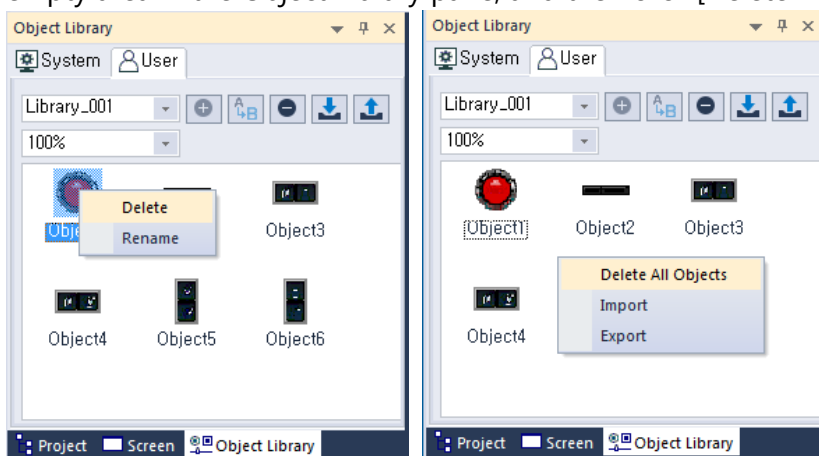 Object Library
System User
Library_001
100%
Delete
Rename
Object3
Object4 Object5 Object6
Project Screen Object Library
Object Library
System User
Library_001
100%
Object1 Object2 Object3
Delete All Objects
Import
Export
Object4
Project Screen Object Library